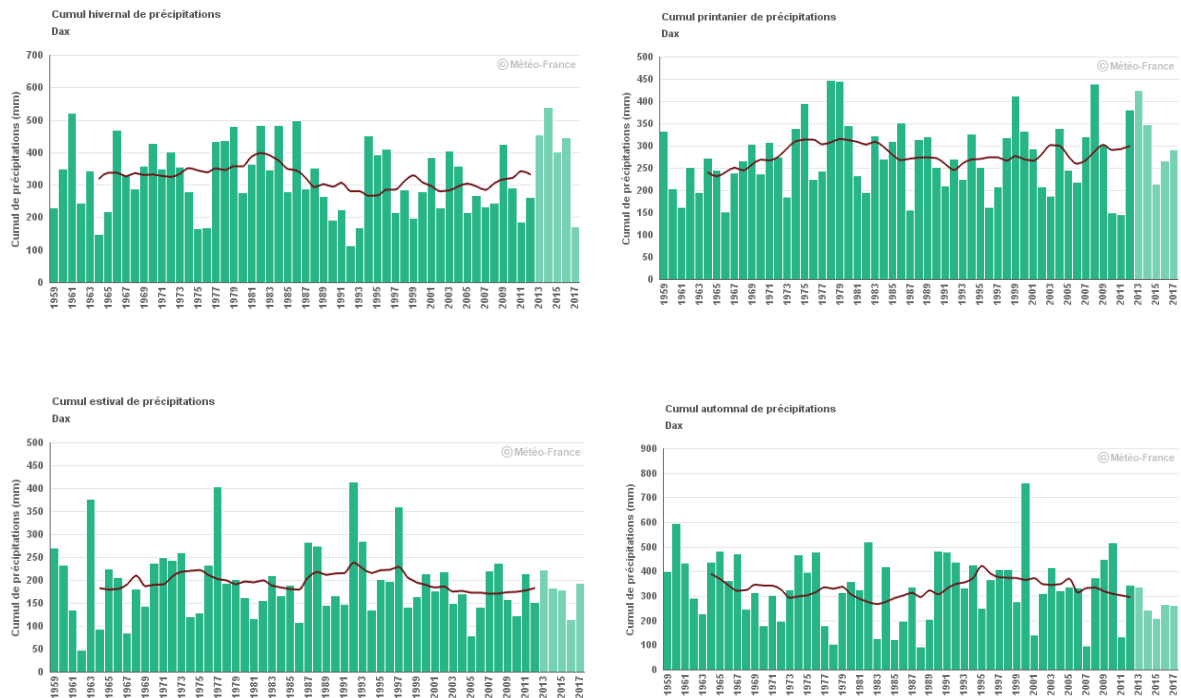 Cumul hivernal de précipitations
Dax
© Météo-France
Cumul de précipitations (mm)
700
600
500
400
300
200
100
0
1959 1961 1963 1965 1967 1969 1971 1973 1975 1977 1979 1981 1983 1985 1987 1989 1991 1993 1995 1997 1999 2001 2003 2005 2007 2009 2011 2013 2015 2017
Cumul printanier de précipitations
Dax
© Météo-France
Cumul de précipitations (mm)
500
450
400
350
300
250
200
150
100
50
0
1959 1961 1963 1965 1967 1969 1971 1973 1975 1977 1979 1981 1983 1985 1987 1989 1991 1993 1995 1997 1999 2001 2003 2005 2007 2009 2011 2013 2015 2017
Cumul estival de précipitations
Dax
© Météo-France
Cumul de précipitations (mm)
500
450
400
350
300
250
200
150
100
50
0
1959 1961 1963 1965 1967 1969 1971 1973 1975 1977 1979 1981 1983 1985 1987 1989 1991 1993 1995 1997 1999 2001 2003 2005 2007 2009 2011 2013 2015 2017
Cumul automnal de précipitations
Dax
© Météo-France
Cumul de précipitations (mm)
900
800
700
600
500
400
300
200
100
0
1959 1961 1963 1965 1967 1969 1971 1973 1975 1977 1979 1981 1983 1985 1987 1989 1991 1993 1995 1997 1999 2001 2003 2005 2007 2009 2011 2013 2015 2017